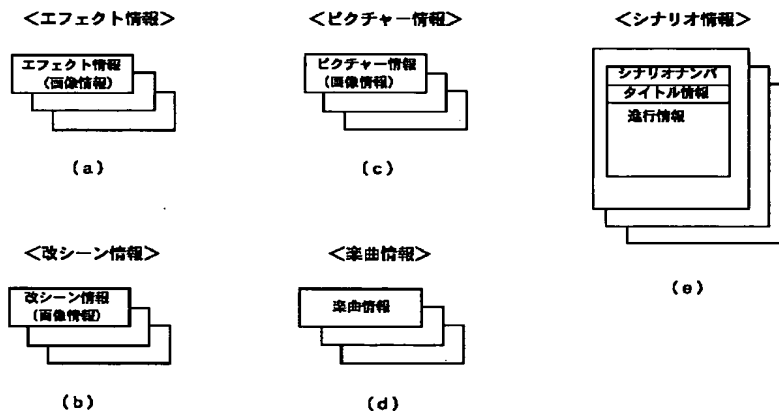 <エフェクト情報>
エフェクト情報
(画像情報)
(a)
<ピクチャー情報>
ピクチャー情報
(画像情報)
(c)
<シナリオ情報>
シナリオナンバ
タイトル情報
進行情報
(e)
<改シーン情報>
改シーン情報
(画像情報)
(b)
<楽曲情報>
楽曲情報
(d)